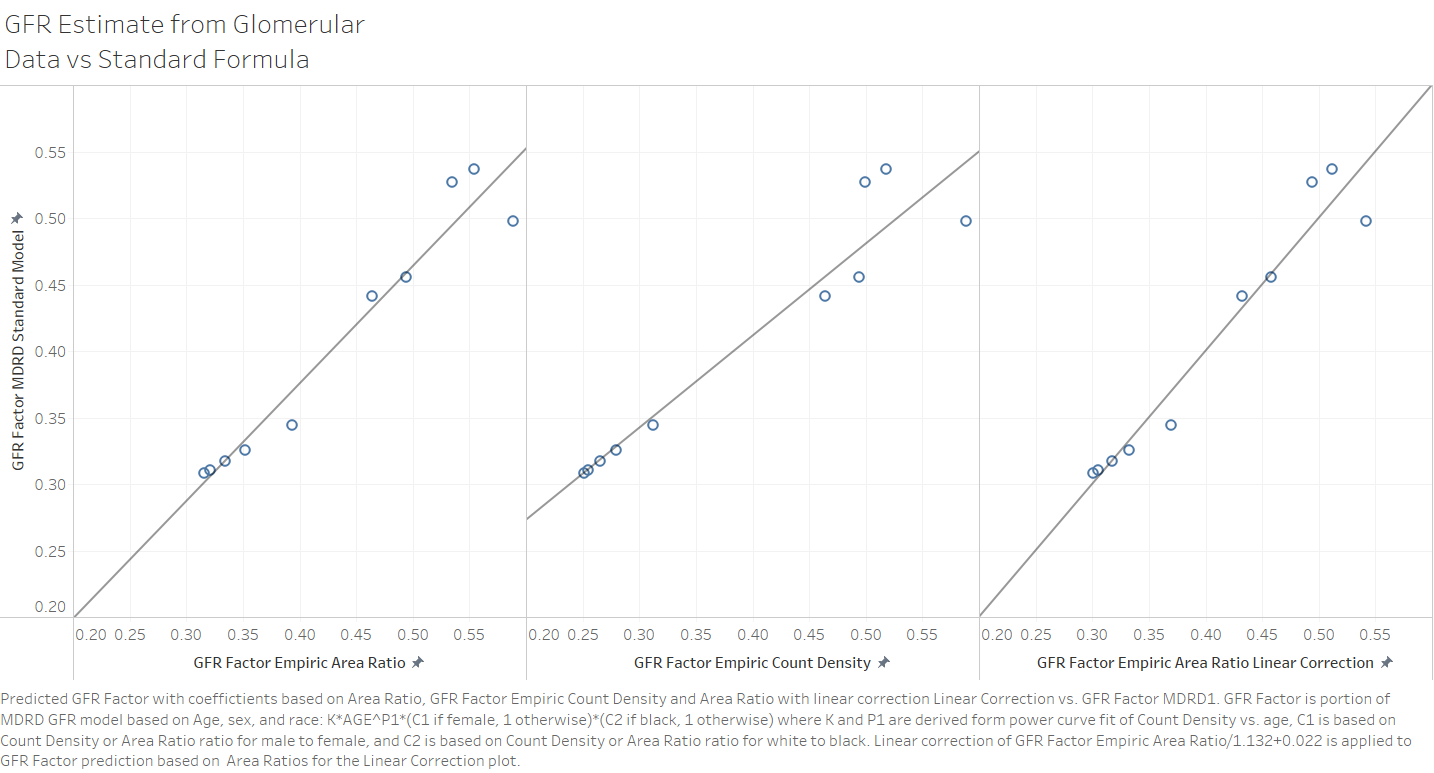 GFR Estimate from Glomerular
Data vs Standard Formula
GFR Factor MDRD Standard Model
0.55
0.50
0.45
0.40
0.35
0.30
0.25
0.20
0.20 0.25 0.30 0.35 0.40 0.45 0.50 0.55
0.20 0.25 0.30 0.35 0.40 0.45 0.50 0.55
0.20 0.25 0.30 0.35 0.40 0.45 0.50 0.55
GFR Factor Empiric Area Ratio
GFR Factor Empiric Count Density
GFR Factor Empiric Area Ratio Linear Correction
Predicted GFR Factor with coeffictients based on Area Ratio, GFR Factor Empiric Count Density and Area Ratio with linear correction Linear Correction vs. GFR Factor MDRD1. GFR Factor is portion of
MDRD GFR model based on Age, sex, and race: K*AGE^P1*(C1 if female, 1 otherwise)*(C2 if black, 1 otherwise) where K and P1 are derived form power curve fit of Count Density vs. age, C1 is based on
Count Density or Area Ratio ratio for male to female, and C2 is based on Count Density or Area Ratio ratio for white to black. Linear correction of GFR Factor Empiric Area Ratio/1.132+0.022 is applied to
GFR Factor prediction based on  Area Ratios for the Linear Correction plot.